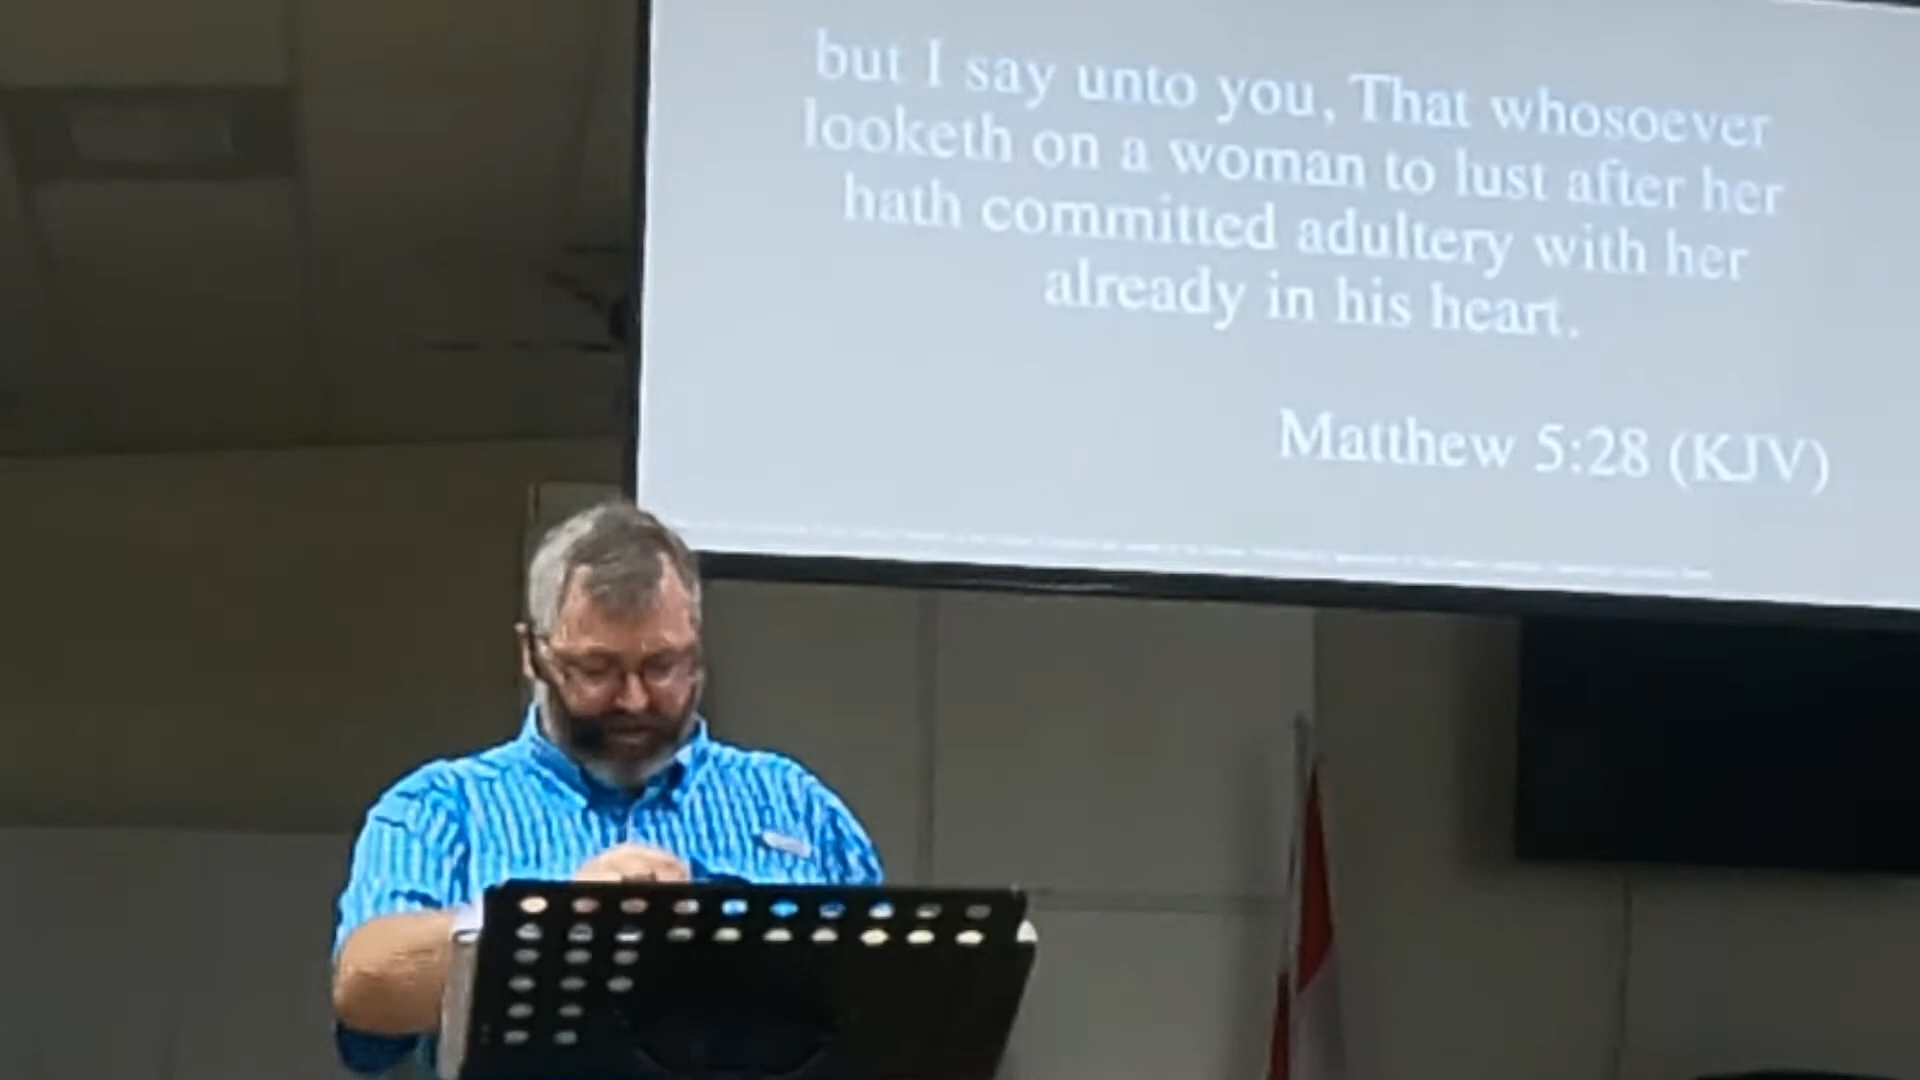 but I say unto you, That whosoever
looketh on a woman to lust after her
hath committed adultery with her
already in his heart.
Matthew 5:28 (KJV)